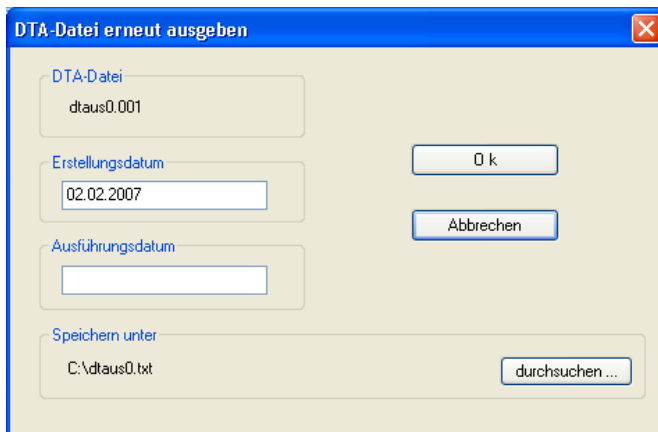 DTA-Datei erneut ausgeben
DTA-Datei
dtaus0.001
Erstellungsdatum
02.02.2007
Ausführungsdatum
O k
Abbrechen
Speichern unter
C:\dtaus0.txt
durchsuchen ...